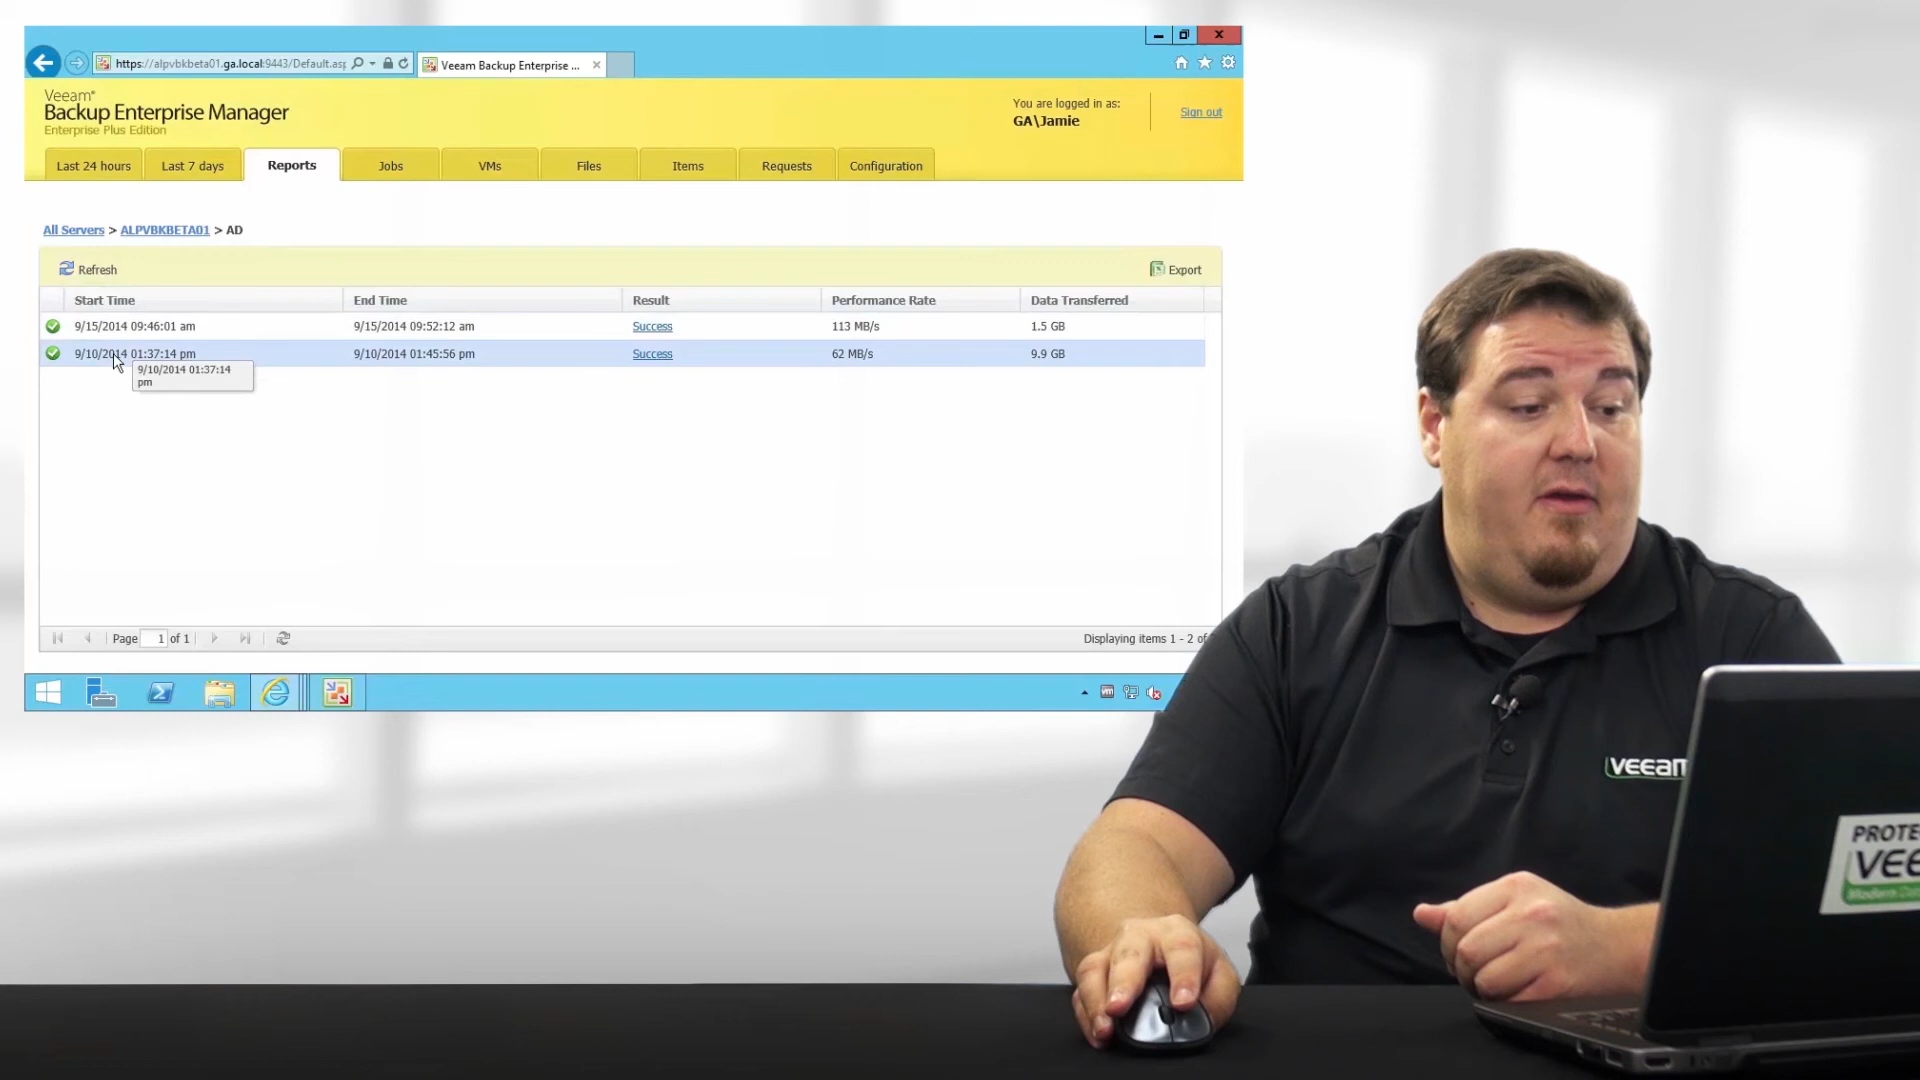 https://alpvbkbeta01.ga.local:9443/Default.asp
Veeam Backup Enterprise ...
Veeam®
Backup Enterprise Manager
Enterprise Plus Edition
You are logged in as:
GA\Jamie
Sign out
Last 24 hours
Last 7 days
Reports
Jobs
VMs
Files
Items
Requests
Configuration
All Servers > ALPVBKBETA01 > AD
Refresh
Export
Start Time End Time Result Performance Rate Data Transferred
9/15/2014 09:46:01 am 9/15/2014 09:52:12 am Success 113 MB/s 1.5 GB
9/10/2014 01:37:14 pm 9/10/2014 01:45:56 pm Success 62 MB/s 9.9 GB
9/10/2014 01:37:14
pm
Page 1 of 1
Displaying items 1 - 2 of
veeam
PROTE
VEE
Modern